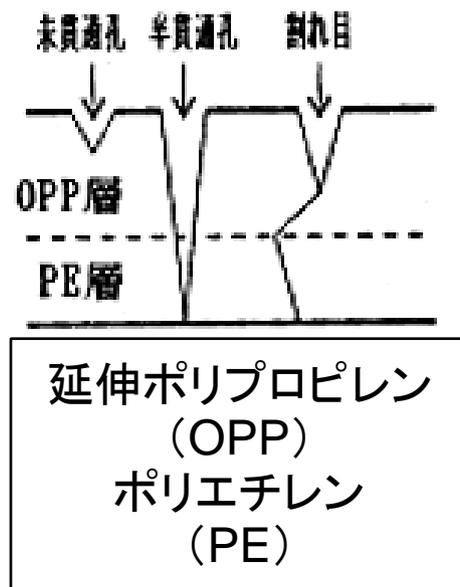 未貫通孔 半貫通孔 割れ目
OPP層
PE層
延伸ポリプロピレン
（OPP）
ポリエチレン
（PE）